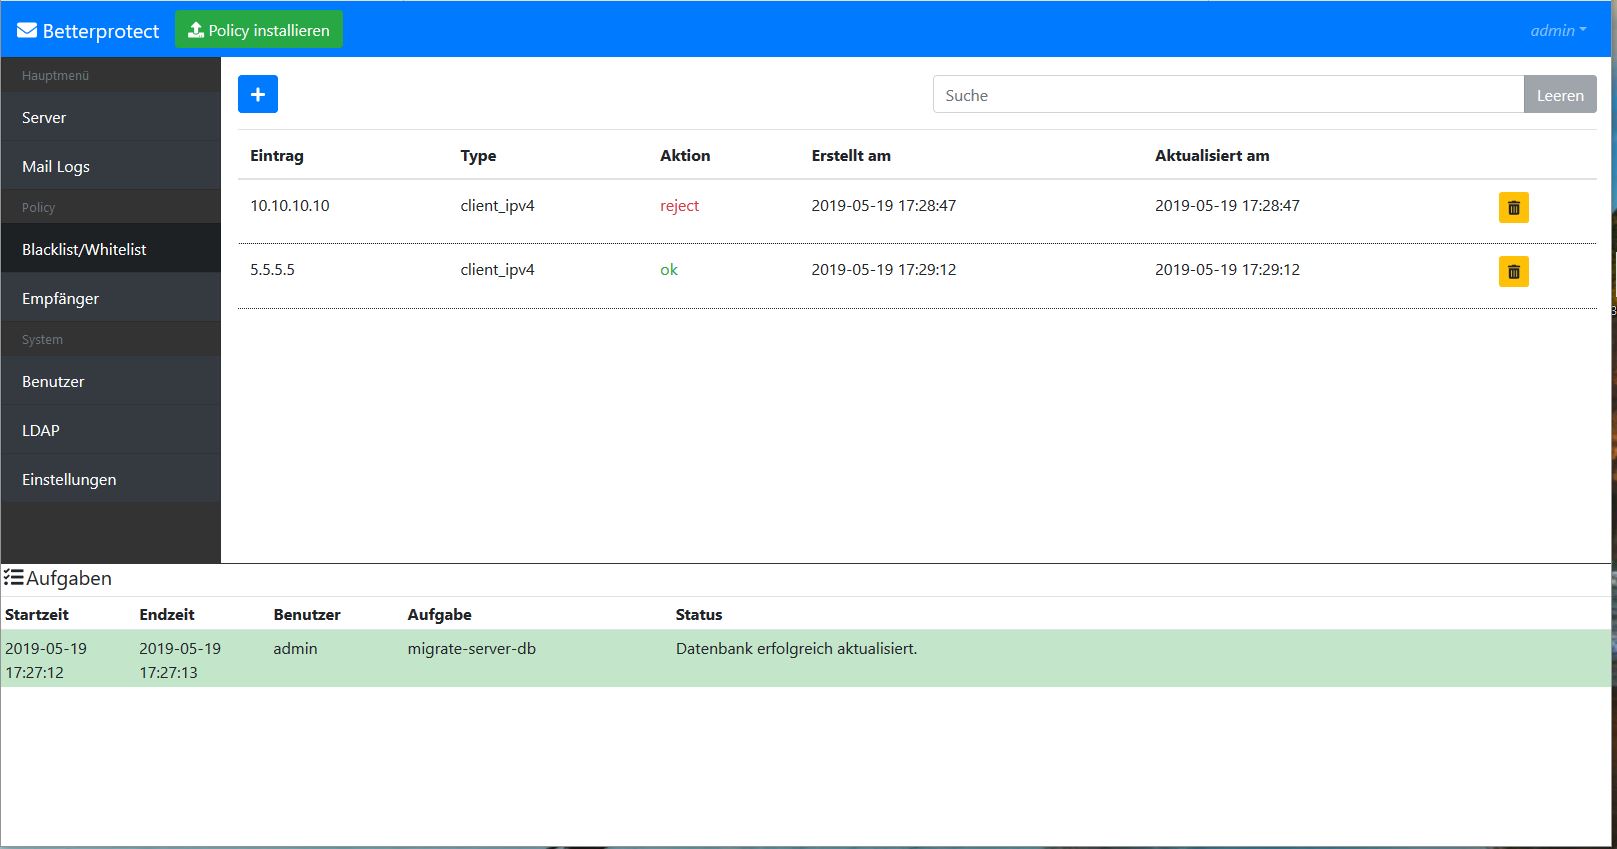 Betterprotect Policy installieren admin
Hauptmenü
Server
Mail Logs
Policy
Blacklist/Whitelist
Empfänger
System
Benutzer
LDAP
Einstellungen
Suche Leeren
Eintrag Type Aktion Erstellt am Aktualisiert am
10.10.10.10 client_ipv4 reject 2019-05-19 17:28:47 2019-05-19 17:28:47
5.5.5.5 client_ipv4 ok 2019-05-19 17:29:12 2019-05-19 17:29:12
Aufgaben
Startzeit Endzeit Benutzer Aufgabe Status
2019-05-19 2019-05-19 admin migrate-server-db Datenbank erfolgreich aktualisiert.
17:27:12 17:27:13